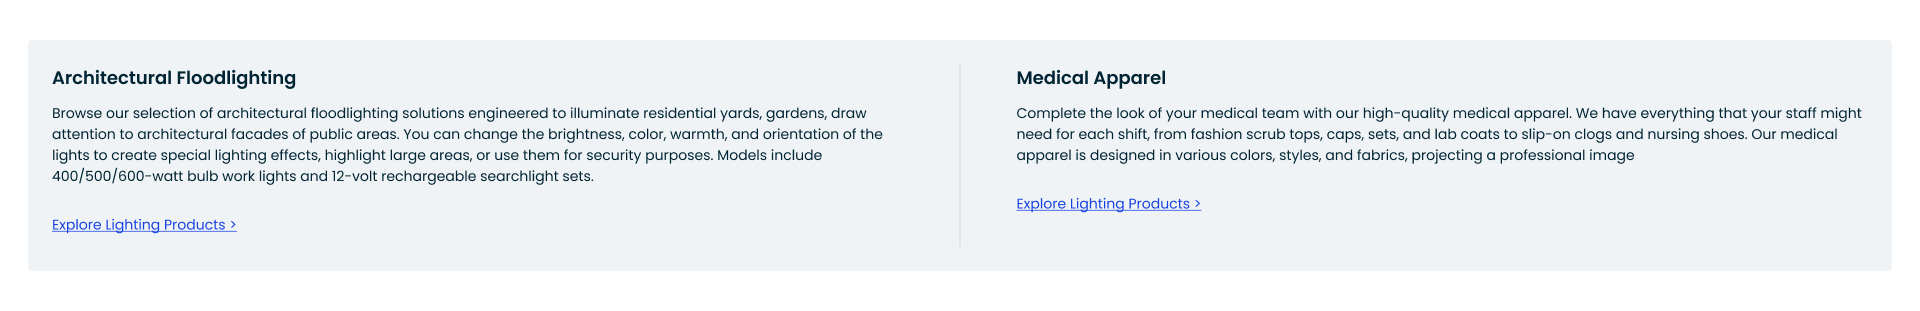 Architectural Floodlighting
Browse our selection of architectural floodlighting solutions engineered to illuminate residential yards, gardens, draw
attention to architectural facades of public areas. You can change the brightness, color, warmth, and orientation of the
lights to create special lighting effects, highlight large areas, or use them for security purposes. Models include
400/500/600-watt bulb work lights and 12-volt rechargeable searchlight sets.
Explore Lighting Products >
Medical Apparel
Complete the look of your medical team with our high-quality medical apparel. We have everything that your staff might
need for each shift, from fashion scrub tops, caps, sets, and lab coats to slip-on clogs and nursing shoes. Our medical
apparel is designed in various colors, styles, and fabrics, projecting a professional image
Explore Lighting Products >